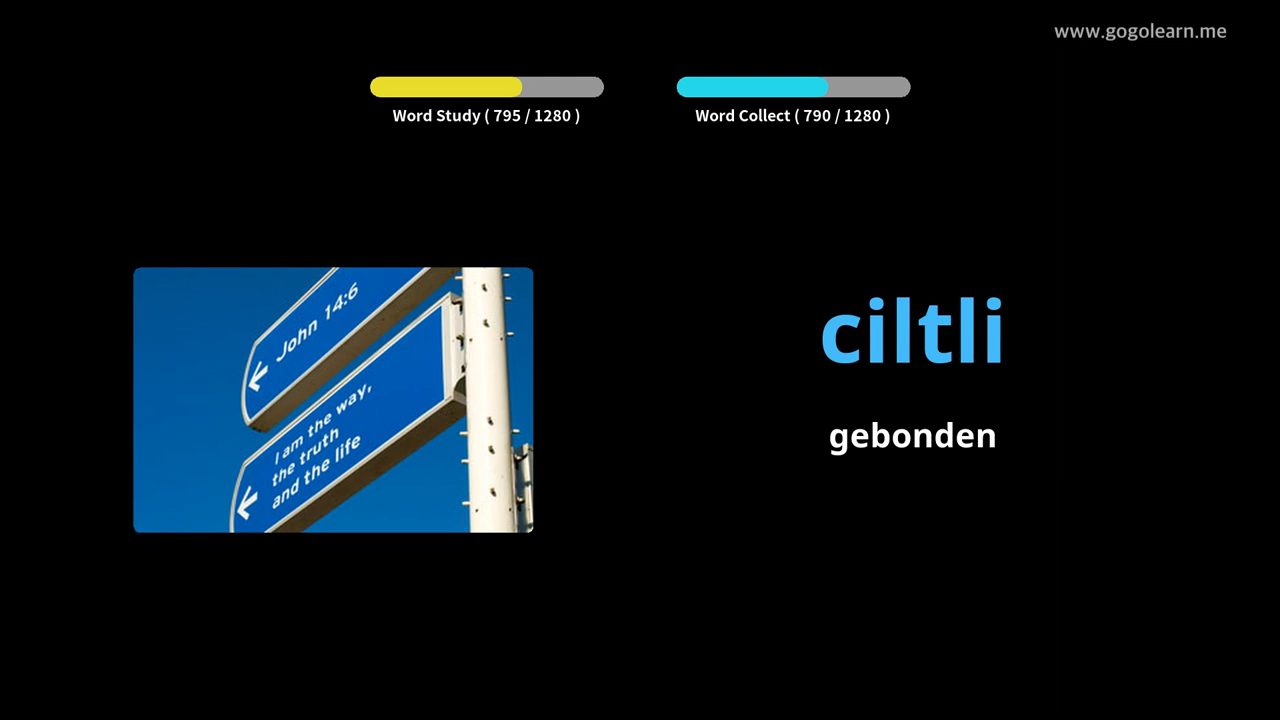 www.gogolearn.me
Word Study ( 795 / 1280 )
Word Collect ( 790 / 1280 )
John 14:6
I am the way,
the truth
and the life
ciltli
gebonden